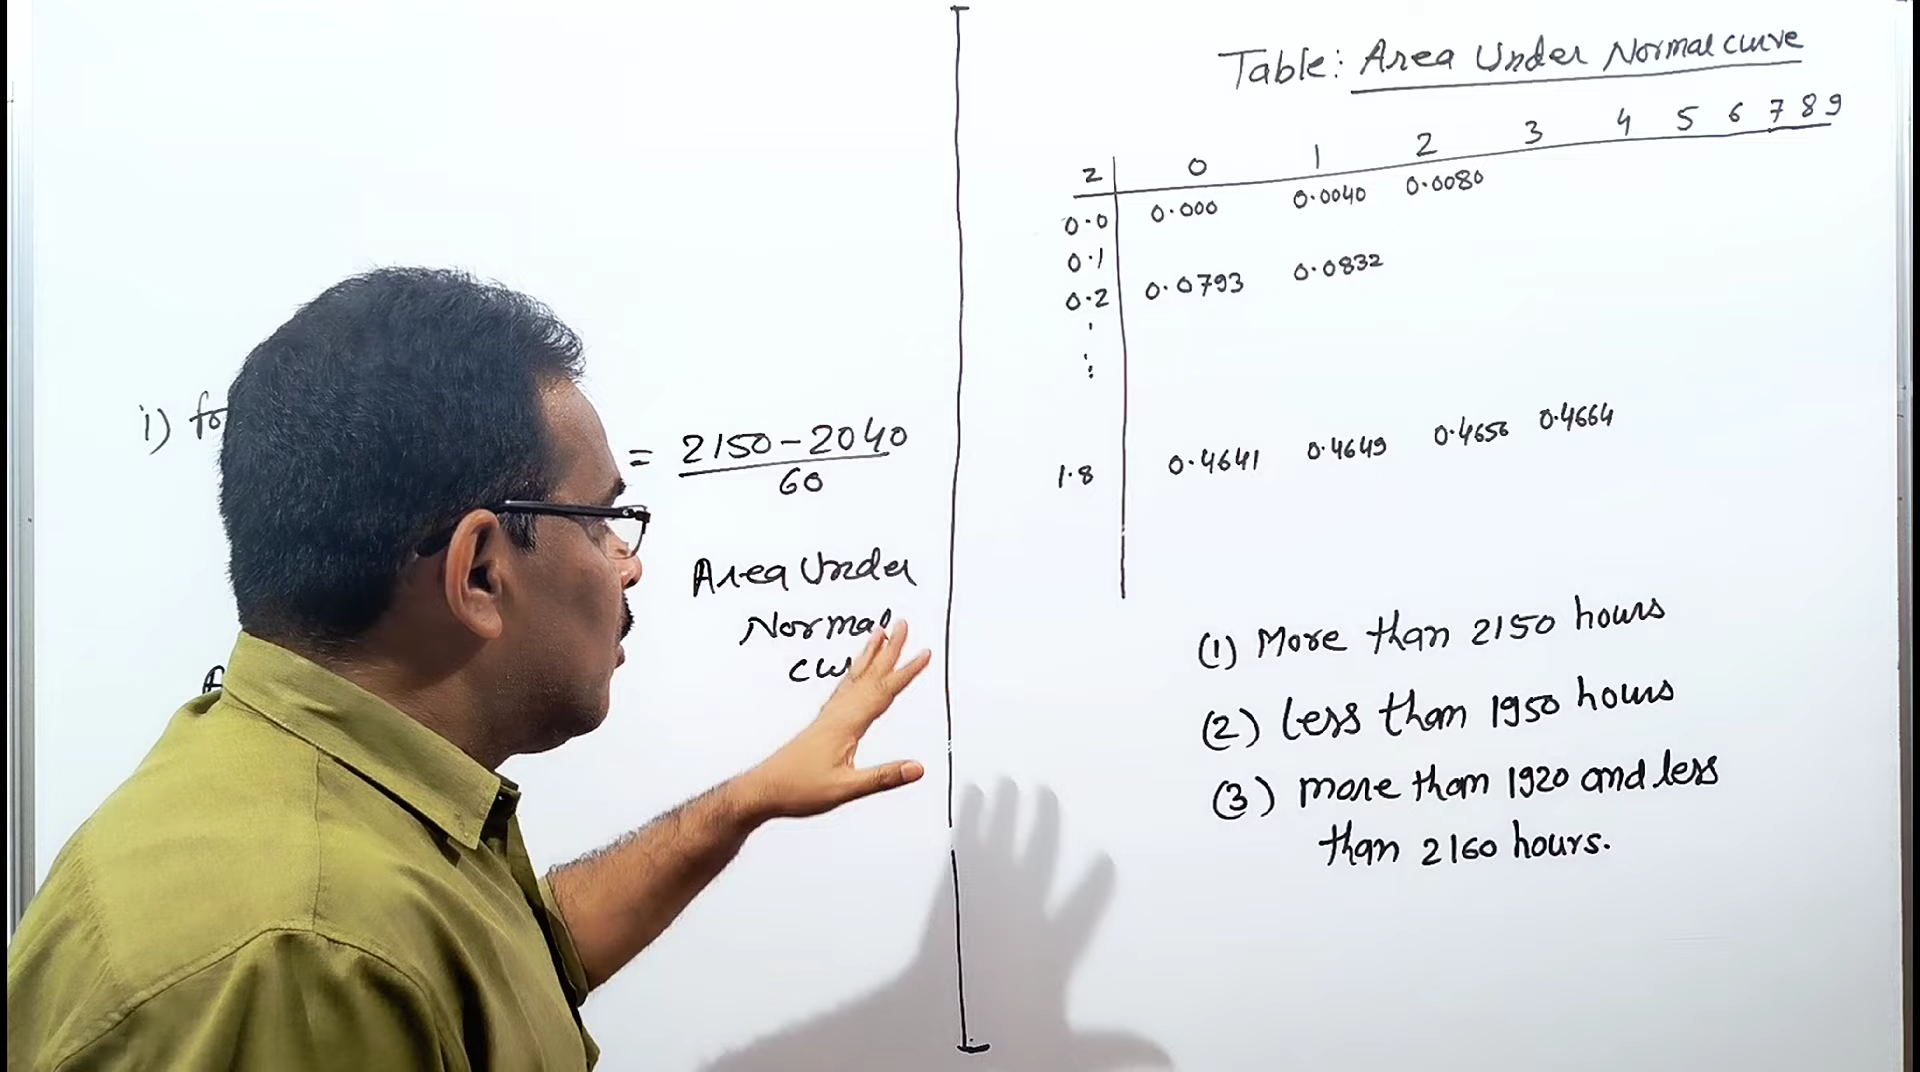 i)
= 2150 - 2040
60
Area Under
Normal
Table: Area Under Normal curve
z 0 1 2 3 4 5 6 7 8 9
0.0 0.000 0.0040 0.0080
0.1
0.2 0.0793 0.0832
1.8 0.4641 0.4649 0.4656 0.4664
(1) More than 2150 hours
(2) less than 1950 hours
(3) more than 1920 and less
than 2160 hours.